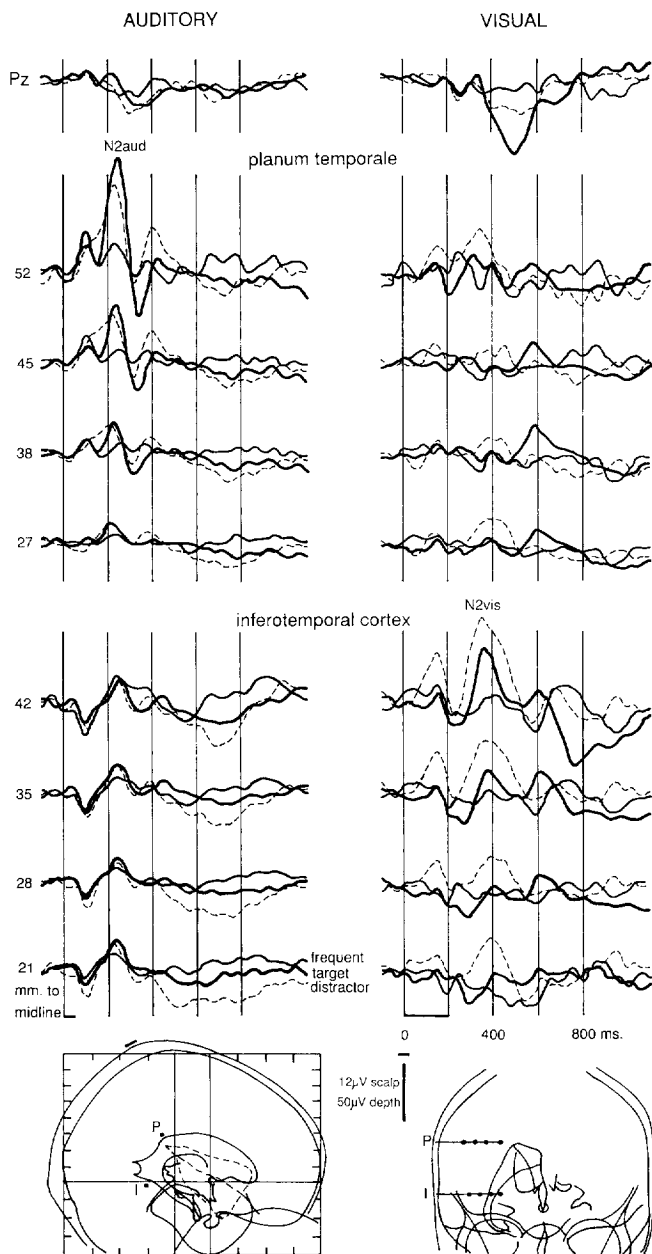 AUDITORY VISUAL
Pz
N2aud
planum temporale
52
45
38
27
N2vis
inferotemporal cortex
42
35
28
21
mm. to
midline
frequent
target
distractor
0 400 800 ms.
12µV scalp
50µV depth
P
I
P
I